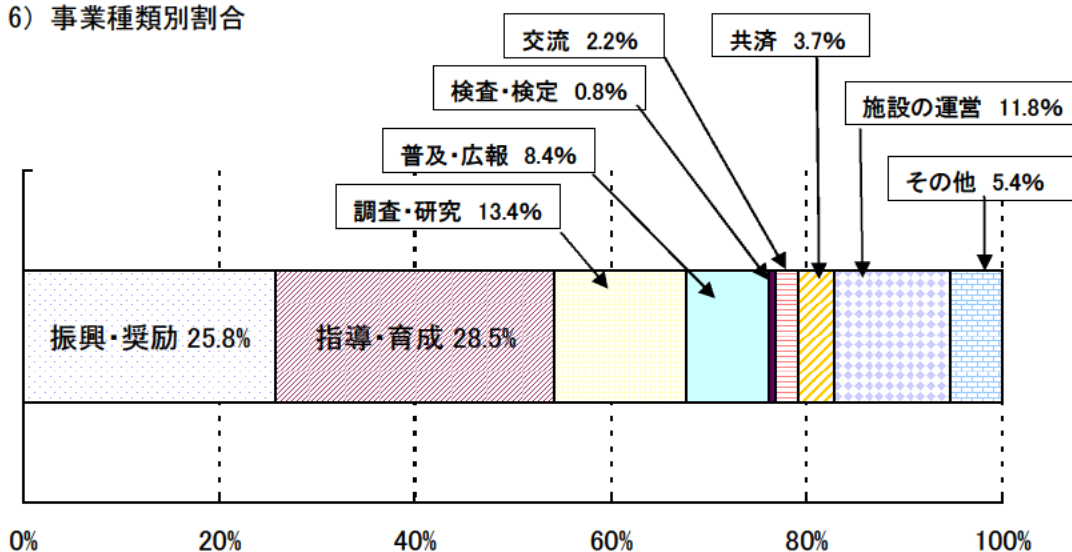 6) 事業種類別割合
交流 2.2%
共済 3.7%
検査・検定 0.8%
施設の運営 11.8%
普及・広報 8.4%
その他 5.4%
調査・研究 13.4%
振興・奨励 25.8%
指導・育成 28.5%
0%
20%
40%
60%
80%
100%